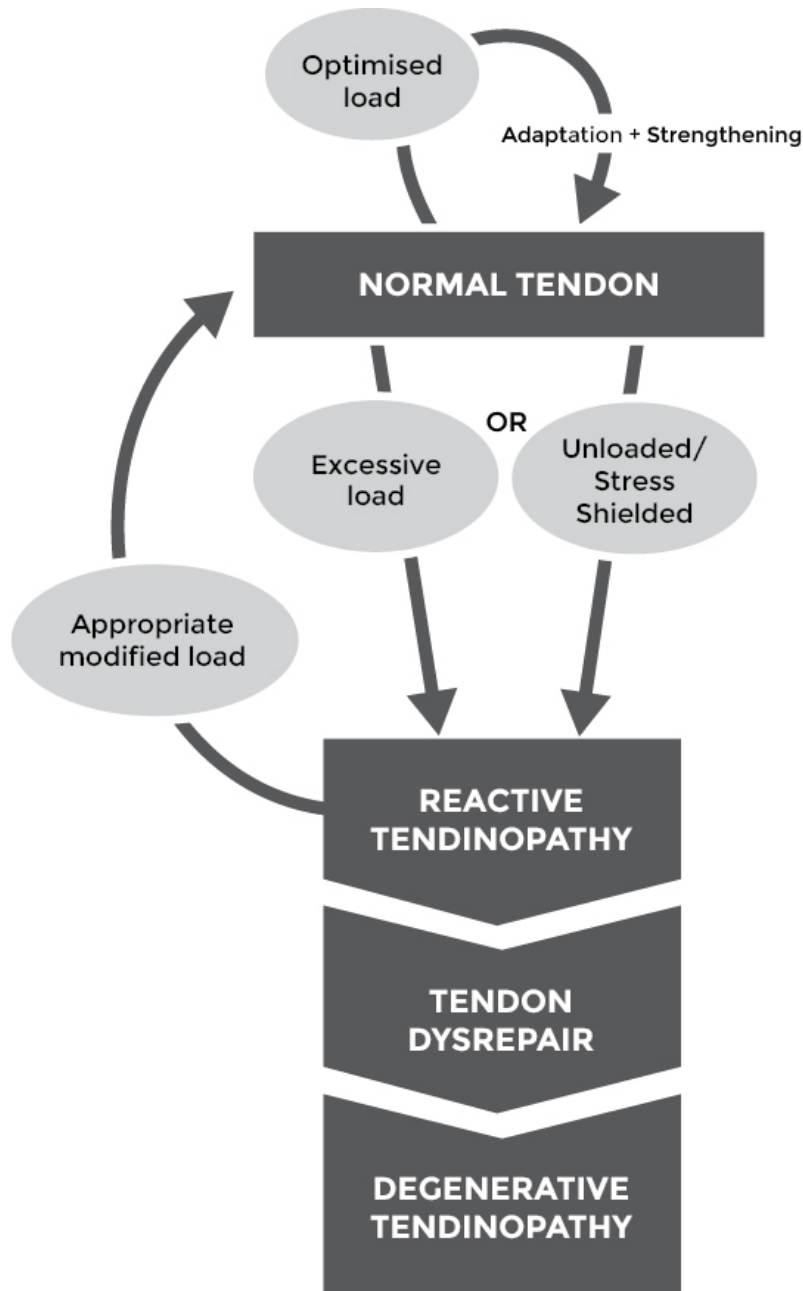 Optimised
load
Adaptation + Strengthening
NORMAL TENDON
OR
Excessive
load
Unloaded/
Stress
Shielded
Appropriate
modified load
REACTIVE
TENDINOPATHY
TENDON
DYSREPAIR
DEGENERATIVE
TENDINOPATHY